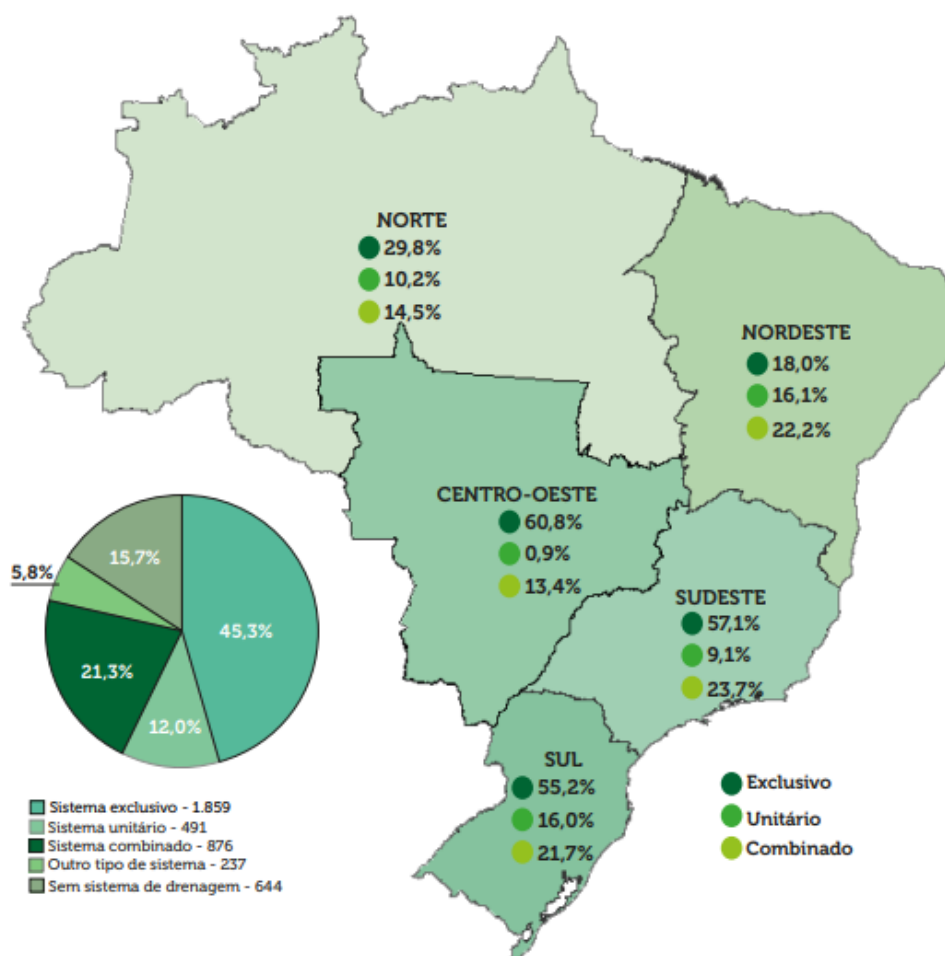 NORTE
29,8%
10,2%
14,5%
NORDESTE
18,0%
16,1%
22,2%
CENTRO-OESTE
60,8%
0,9%
13,4%
SUDESTE
57,1%
9,1%
23,7%
SUL
55,2%
16,0%
21,7%
15,7%
5,8%
45,3%
21,3%
12,0%
Sistema exclusivo - 1.859
Sistema unitário - 491
Sistema combinado - 876
Outro tipo de sistema - 237
Sem sistema de drenagem - 644
Exclusivo
Unitário
Combinado